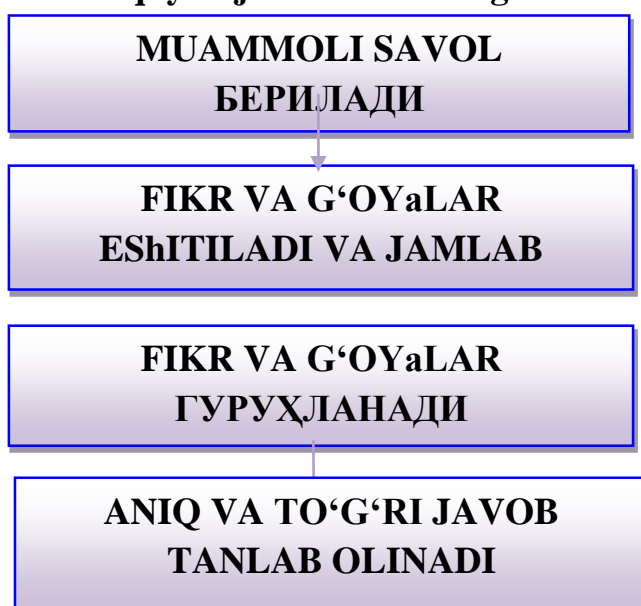 MUAMMOLI SAVOL
БЕРИЛАДИ
FIKR VA G‘OYaLAR
EShITILADI VA JAMLAB
FIKR VA G‘OYaLAR
ГУРУҲЛАНАДИ
ANIQ VA TO‘G‘RI JAVOB
TANLAB OLINADI